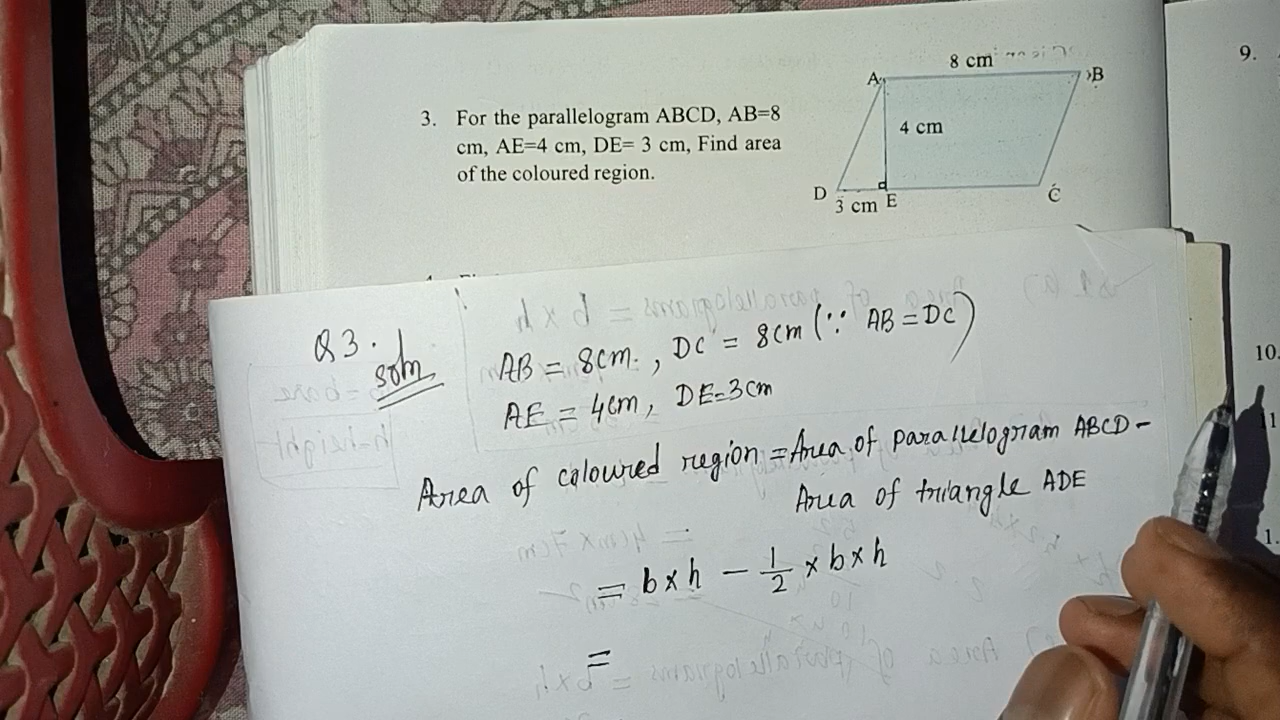 3. For the parallelogram ABCD, AB=8
cm, AE=4 cm, DE= 3 cm, Find area
of the coloured region.
8 cm
A
B
4 cm
D
3 cm E
C
9.
10.
11
1.
Q3.
soln
AB = 8cm., DC = 8cm (∵ AB = DC)
AE = 4cm, DE=3cm
Area of coloured region = Area of parallelogram ABCD -
Area of triangle ADE
= b×h - 1/2 × b×h
=